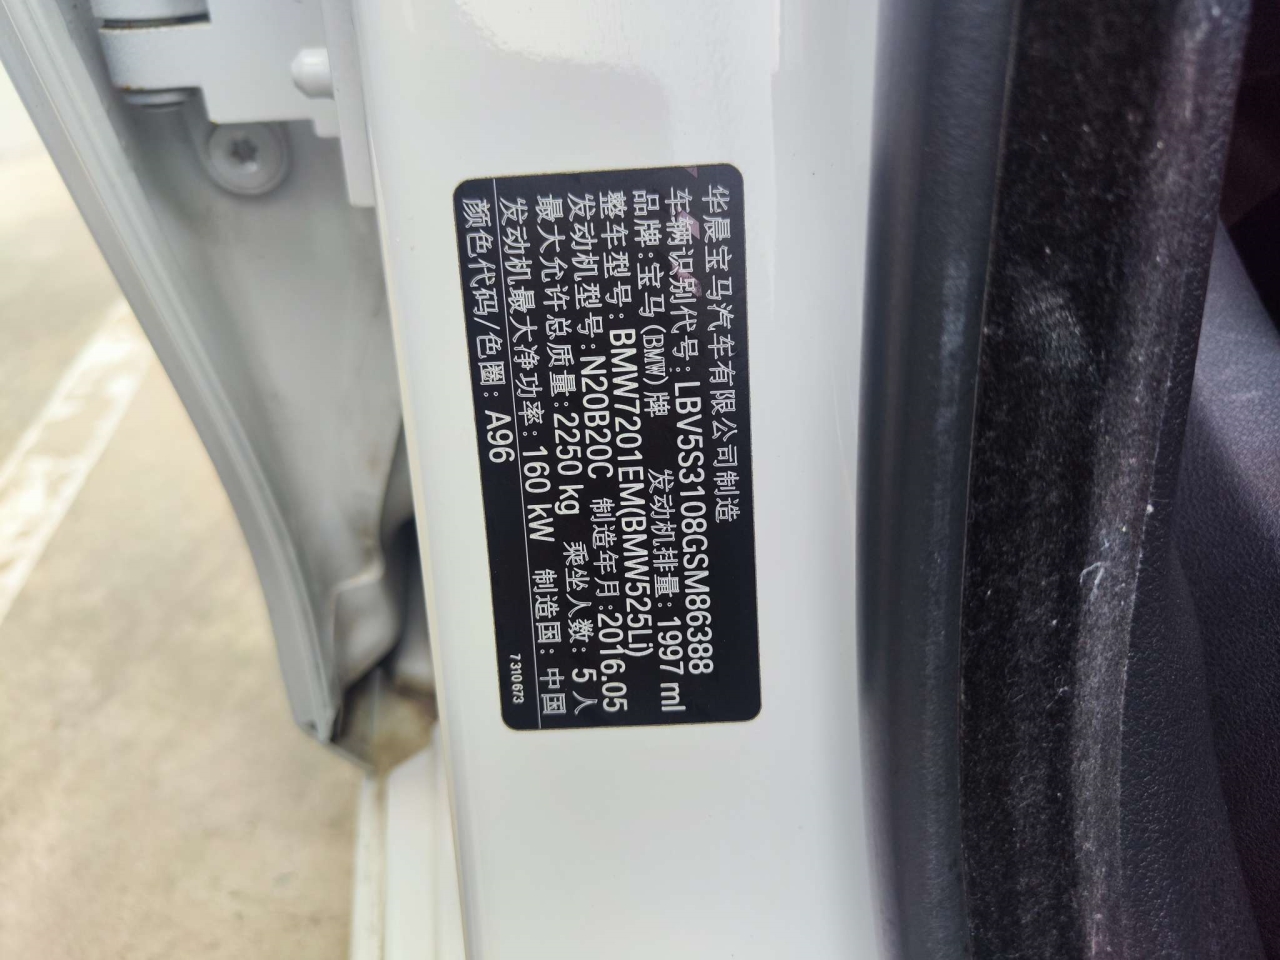 华晨宝马汽车有限公司制造
车辆识别代号:LBV5S3108GSM86388
品牌:宝马(BMW)牌 发动机排量:1997 ml
整车型号:BMW7201EM(BMW525Li)
发动机型号:N20B20C 制造年月:2016.05
最大允许总质量:2250 kg 乘坐人数:5人
发动机最大净功率:160 kW 制造国:中国
颜色代码/色圈:A96
7 310 673